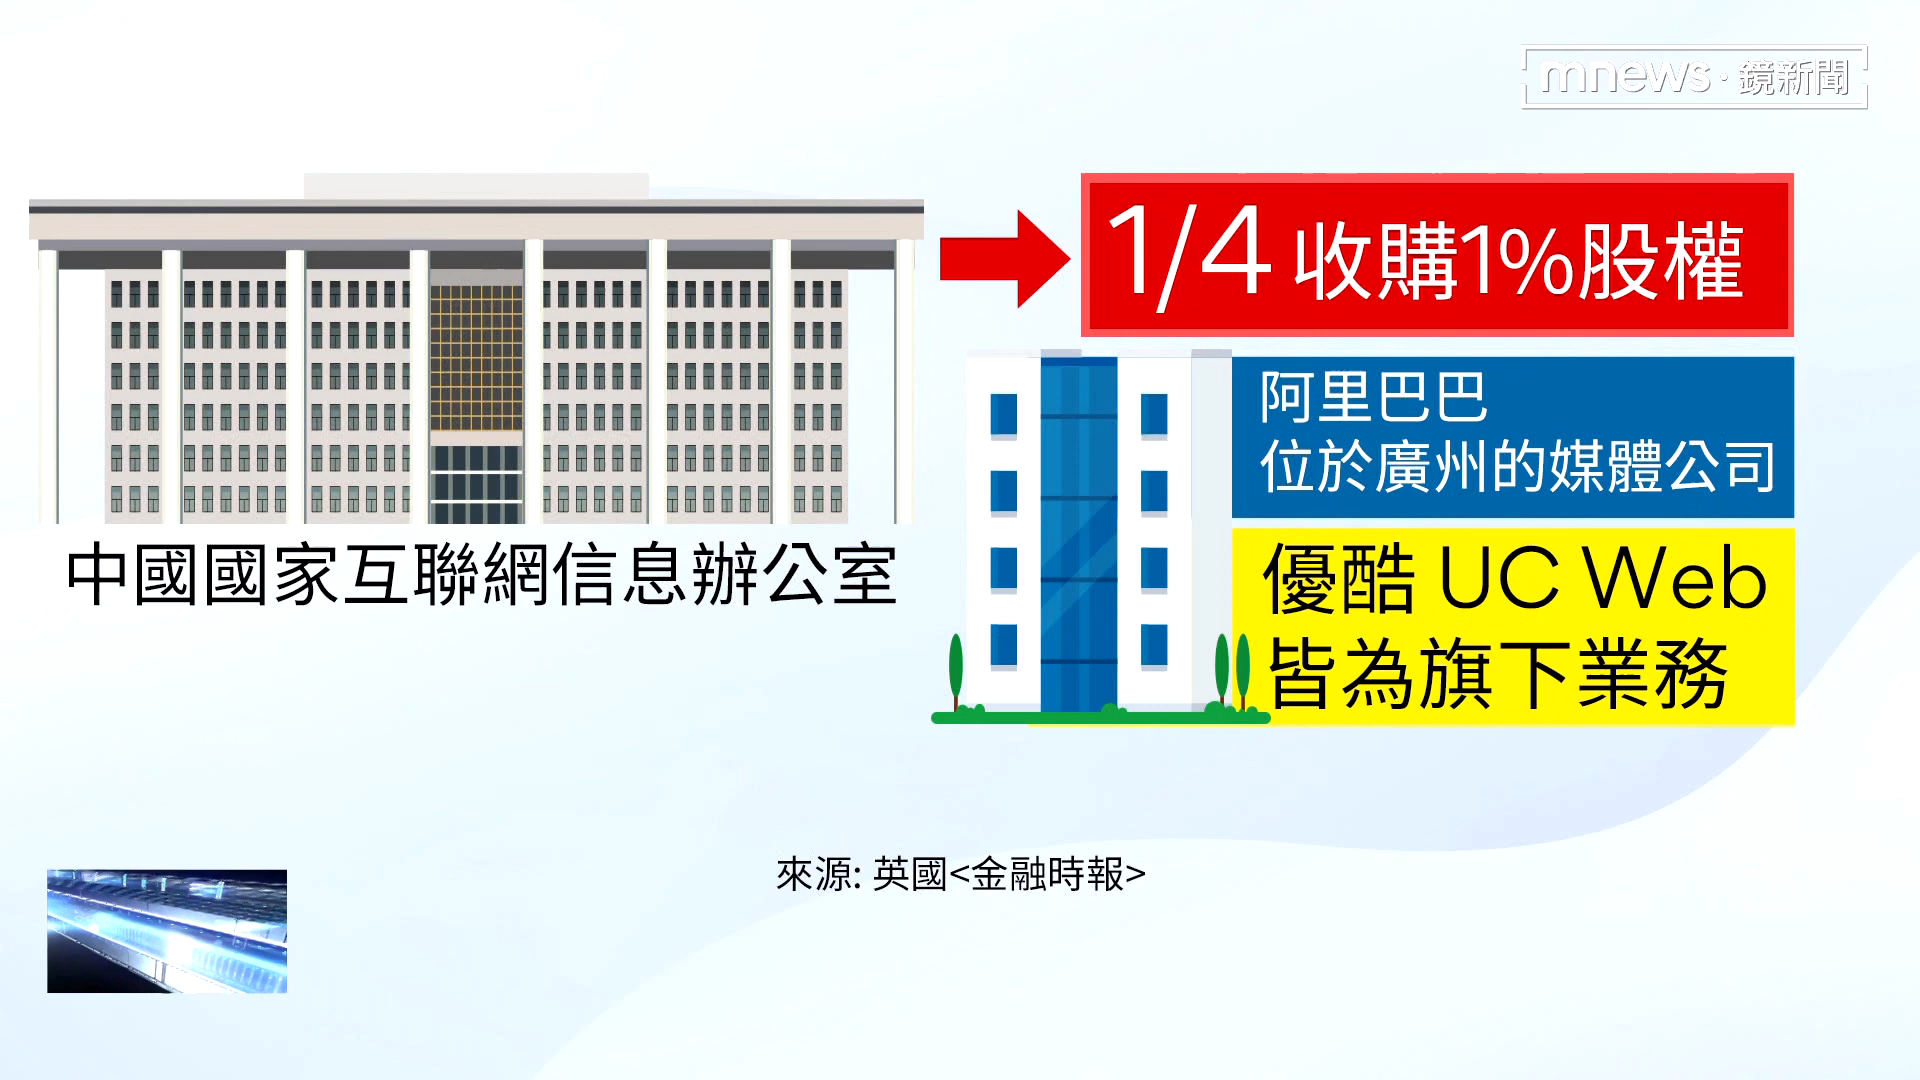 mnews·鏡新聞
1/4 收購1%股權
阿里巴巴
位於廣州的媒體公司
中國國家互聯網信息辦公室
優酷 UC Web
皆為旗下業務
來源: 英國<金融時報>